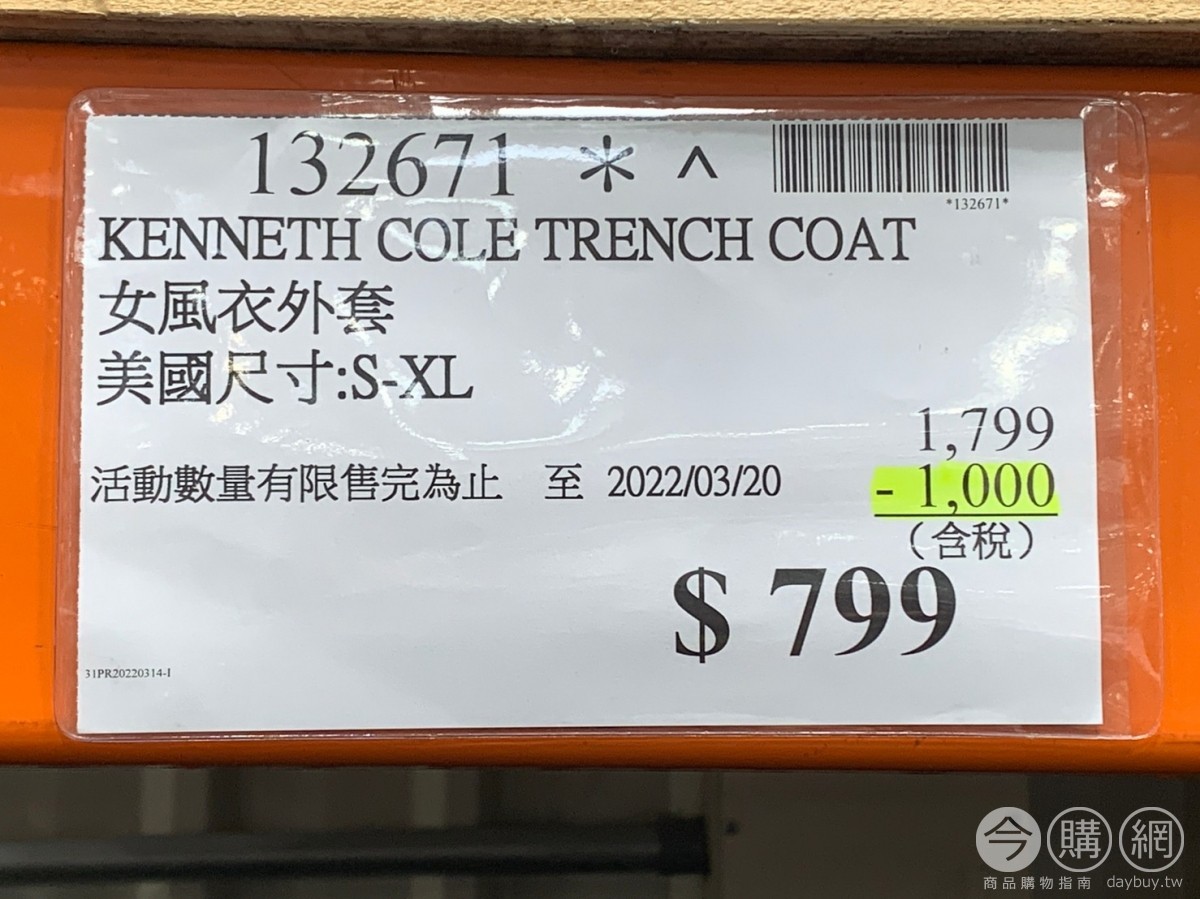 132671 * ^
*132671*
KENNETH COLE TRENCH COAT
女風衣外套
美國尺寸:S-XL
1,799
活動數量有限售完為止 至 2022/03/20
- 1,000
(含稅)
$ 799
31PR20220314-I
今購網
商品購物指南 daybuy.tw